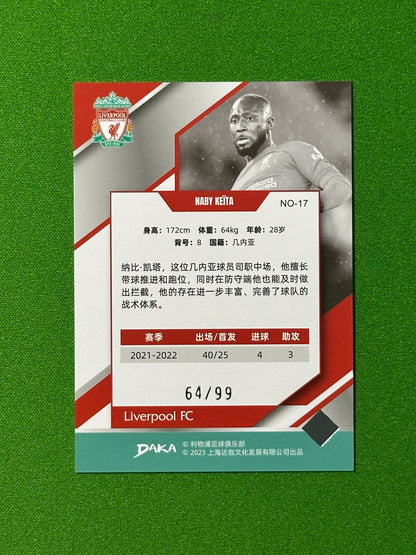 LIVERPOOL
FOOTBALL CLUB
EST·1892
NABY KEÏTA
NO-17
身高：172cm 体重：64kg 年龄：28岁
背号：8 国籍：几内亚
纳比·凯塔，这位几内亚球员司职中场，他擅长
带球推进和跑位，同时在防守端他也能及时做
出拦截，他的存在进一步丰富、完善了球队的
战术体系。
赛季 出场/首发 进球 助攻
2021-2022 40/25 4 3
64/99
Liverpool FC
DAKA
© 利物浦足球俱乐部
© 2023 上海达咖文化发展有限公司出品